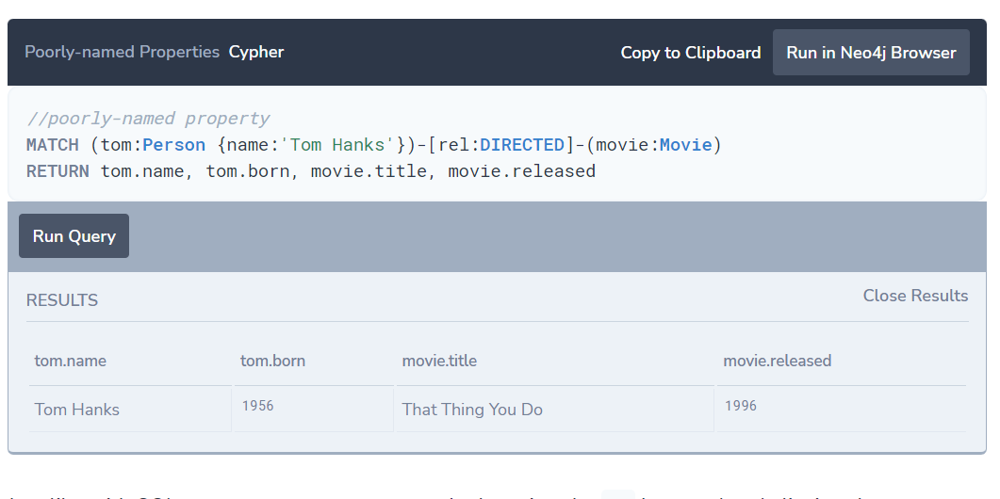 Poorly-named Properties Cypher Copy to Clipboard Run in Neo4j Browser
//poorly-named property
MATCH (tom:Person {name:'Tom Hanks'})-[rel:DIRECTED]-(movie:Movie)
RETURN tom.name, tom.born, movie.title, movie.released
Run Query
RESULTS Close Results
tom.name tom.born movie.title movie.released
Tom Hanks 1956 That Thing You Do 1996